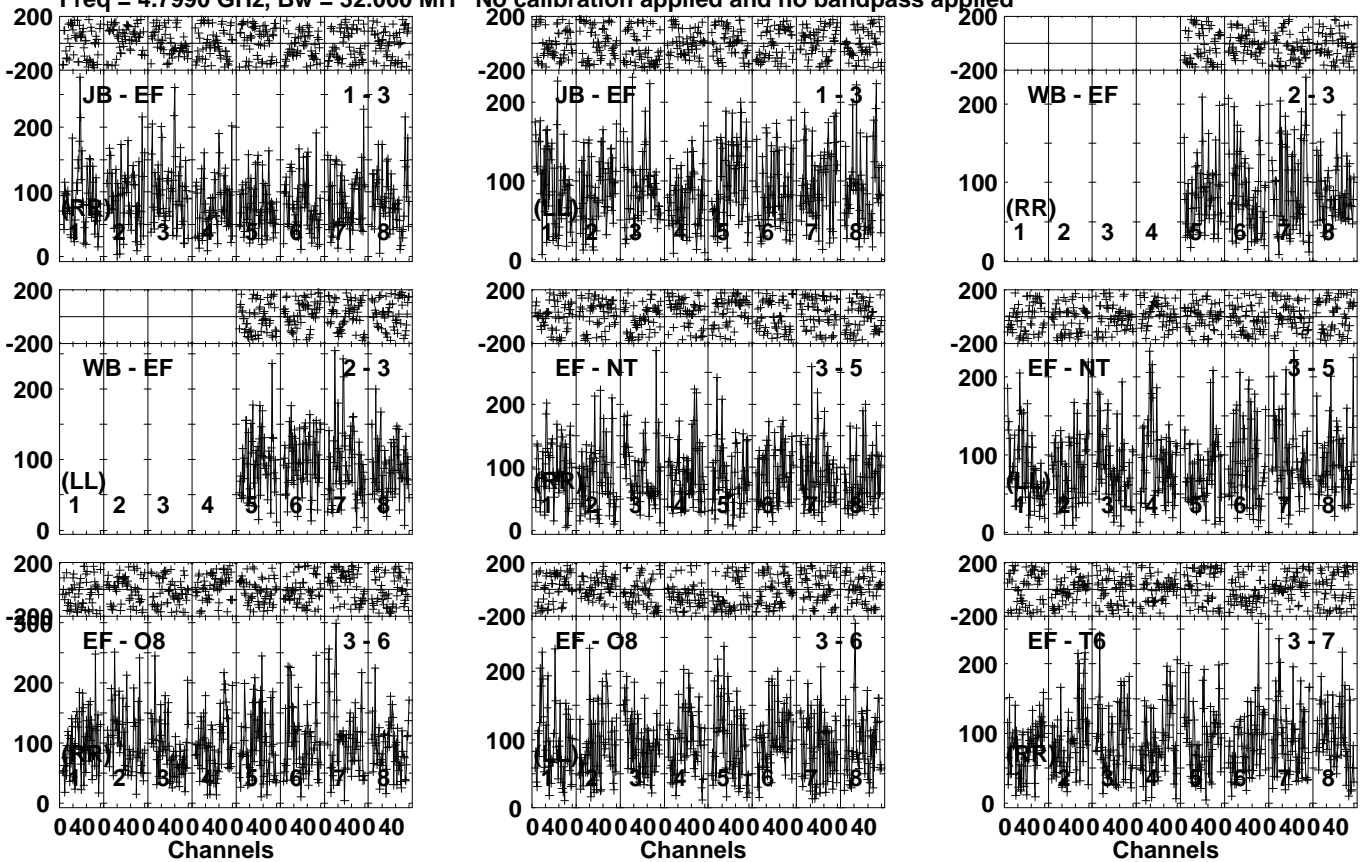 Freq = 4.7990 GHz, Bw = 32.000 MH No calibration applied and no bandpass applied
200 200 200
-200 -200 -200
JB - EF 1 - 3 JB - EF 1 - 3 WB - EF 2 - 3
200 200 200
100 100 100
(RR) (LL) (RR)
1 2 3 4 5 6 7 8 1 2 3 4 5 6 7 8 1 2 3 4 5 6 7 8
0 0 0
200 200 200
-200 -200 -200
WB - EF 2 - 3 EF - NT 3 - 5 EF - NT 3 - 5
200 200 200
100 100 100
(LL) (RR) (LL)
1 2 3 4 5 6 7 8 1 2 3 4 5 6 7 8 1 2 3 4 5 6 7 8
0 0 0
200 200 200
-200 -200 -200
300
EF - O8 3 - 6 EF - O8 3 - 6 EF - T6 3 - 7
200 200 200
100 100 100
(RR) (LL) (RR)
1 2 3 4 5 6 7 8 1 2 3 4 5 6 7 8 1 2 3 4 5 6 7 8
0 0 0
0 40 0 40 0 40 0 40 0 40 0 40 0 40 0 40 0 40 0 40 0 40 0 40 0 40 0 40 0 40 0 40 0 40 0 40 0 40 0 40 0 40 0 40 0 40 0 40
Channels Channels Channels